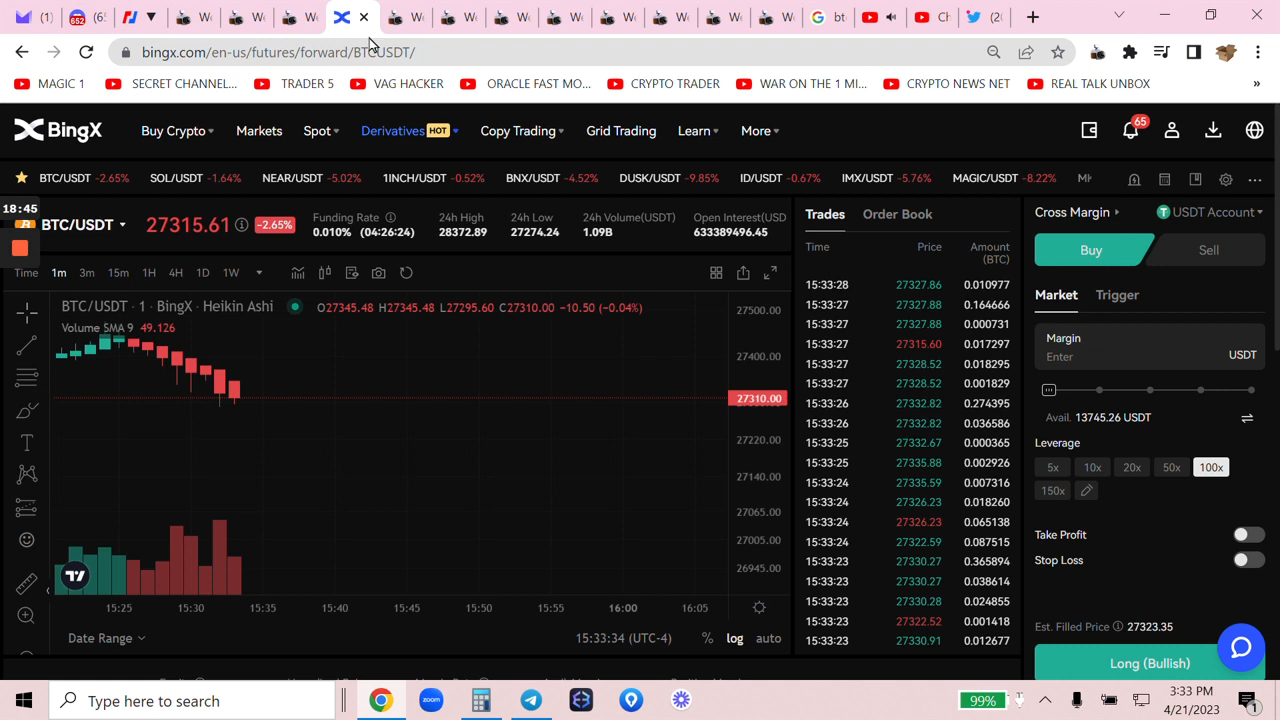 (1)
652
(65
We
We
We
We
We
We
We
We
We
We
We
bt
Ch
(20
bingx.com/en-us/futures/forward/BTCUSDT/
MAGIC 1
SECRET CHANNEL...
TRADER 5
VAG HACKER
ORACLE FAST MO...
CRYPTO TRADER
WAR ON THE 1 MI...
CRYPTO NEWS NET
REAL TALK UNBOX
»
BingX
Buy Crypto
Markets
Spot
Derivatives HOT
Copy Trading
Grid Trading
Learn
More
65
BTC/USDT -2.65%
SOL/USDT -1.64%
NEAR/USDT -5.02%
1INCH/USDT -0.52%
BNX/USDT -4.52%
DUSK/USDT -9.85%
ID/USDT -0.67%
IMX/USDT -5.76%
MAGIC/USDT -8.22%
18:45
BTC/USDT
27315.61
-2.65%
Funding Rate
0.010% (04:26:24)
24h High
28372.89
24h Low
27274.24
24h Volume(USDT)
1.09B
Open Interest(USD
633389496.45
Time 1m 3m 15m 1H 4H 1D 1W
BTC/USDT · 1 · BingX · Heikin Ashi
O27345.48 H27345.48 L27295.60 C27310.00 −10.50 (−0.04%)
Volume SMA 9 49.126
27500.00
27400.00
27310.00
27220.00
27140.00
27065.00
27005.00
26945.00
15:25 15:30 15:35 15:40 15:45 15:50 15:55 16:00 16:05
Date Range
15:33:34 (UTC-4)
% log auto
Trades Order Book
Time Price Amount (BTC)
15:33:28 27327.86 0.010977
15:33:27 27327.88 0.164666
15:33:27 27327.88 0.000731
15:33:27 27315.60 0.017297
15:33:27 27328.52 0.018295
15:33:27 27328.52 0.001829
15:33:26 27332.82 0.274395
15:33:26 27332.82 0.036586
15:33:25 27332.67 0.000365
15:33:25 27335.88 0.002926
15:33:24 27335.59 0.007316
15:33:24 27326.23 0.018260
15:33:24 27326.23 0.065138
15:33:24 27322.59 0.087515
15:33:23 27330.27 0.365894
15:33:23 27330.27 0.038614
15:33:23 27330.28 0.024855
15:33:23 27322.52 0.001418
15:33:23 27330.91 0.012677
Cross Margin
USDT Account
Buy
Sell
Market
Trigger
Margin
Enter
USDT
Avail. 13745.26 USDT
Leverage
5x 10x 20x 50x 100x
150x
Take Profit
Stop Loss
Est. Filled Price 27323.35
Long (Bullish)
Type here to search
zoom
99%
3:33 PM
4/21/2023
1